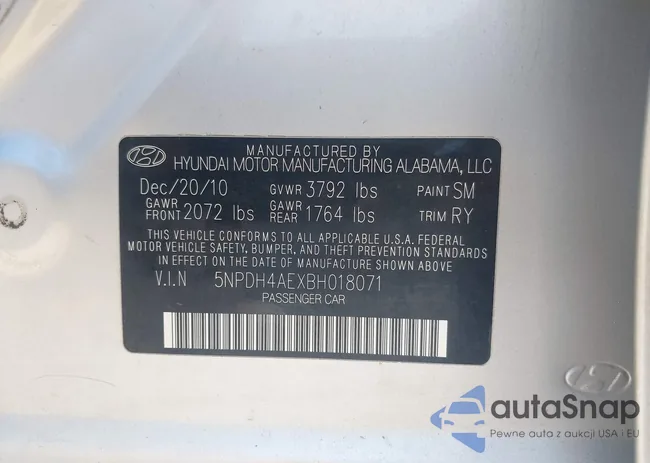 MANUFACTURED BY
HYUNDAI MOTOR MANUFACTURING ALABAMA, LLC
Dec/20/10 GVWR 3792 lbs PAINT SM
GAWR FRONT 2072 lbs GAWR REAR 1764 lbs TRIM RY
THIS VEHICLE CONFORMS TO ALL APPLICABLE U.S.A. FEDERAL
MOTOR VEHICLE SAFETY, BUMPER, AND THEFT PREVENTION STANDARDS
IN EFFECT ON THE DATE OF MANUFACTURE SHOWN ABOVE.
V.I.N 5NPDH4AEXBH018071
PASSENGER CAR
autoSnap
Pewne auta z aukcji USA i EU